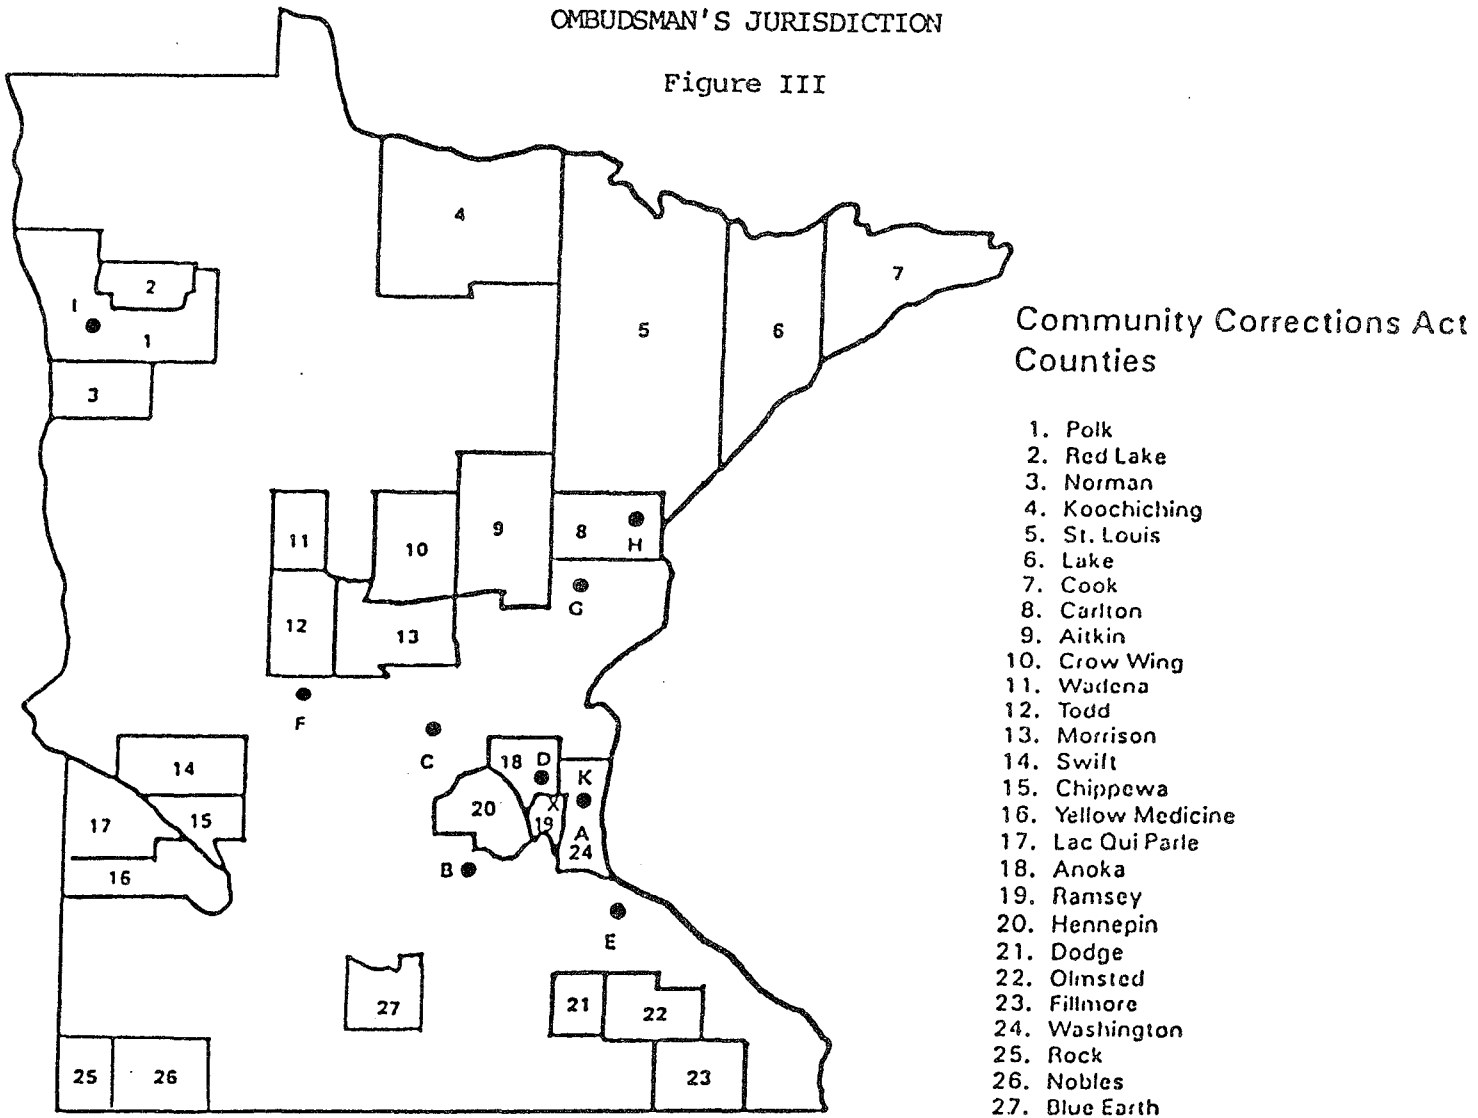 OMBUDSMAN'S JURISDICTION
Figure III
4
7
2
I
1
5
6
3
Community Corrections Act
Counties
1. Polk
2. Red Lake
3. Norman
4. Koochiching
5. St. Louis
6. Lake
7. Cook
8. Carlton
9. Aitkin
10. Crow Wing
11. Wadena
12. Todd
13. Morrison
14. Swift
15. Chippewa
16. Yellow Medicine
17. Lac Qui Parle
18. Anoka
19. Ramsey
20. Hennepin
21. Dodge
22. Olmsted
23. Fillmore
24. Washington
25. Rock
26. Nobles
27. Blue Earth
11
10
9
8
H
G
12
13
F
C
18
D
K
14
17
15
20
X
19
A
24
16
B
E
27
21
22
25
26
23